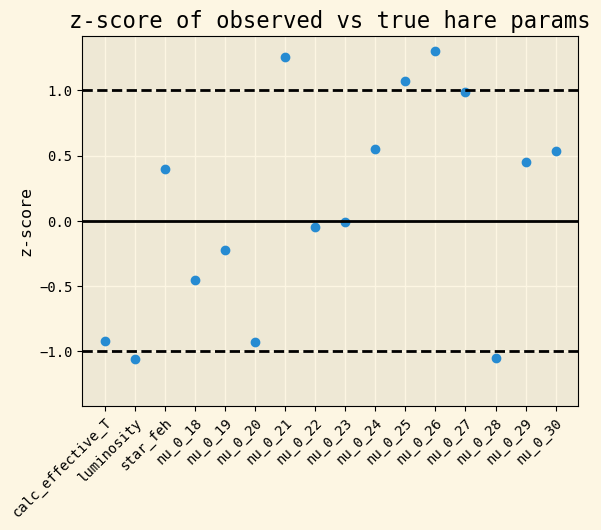 z-score of observed vs true hare params
z-score
1.0
0.5
0.0
−0.5
−1.0
calc_effective_T
luminosity
star_feh
nu_0_18
nu_0_19
nu_0_20
nu_0_21
nu_0_22
nu_0_23
nu_0_24
nu_0_25
nu_0_26
nu_0_27
nu_0_28
nu_0_29
nu_0_30